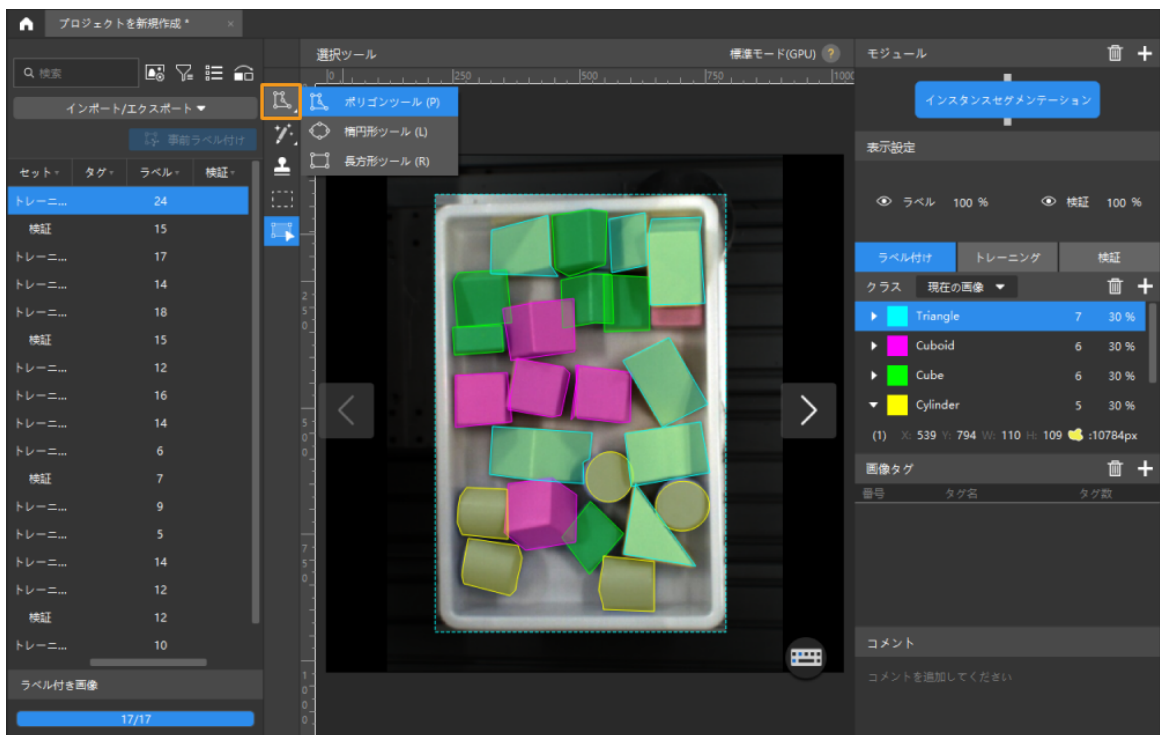 プロジェクトを新規作成 *
検索
インポート/エクスポート
事前ラベル付け
セット タグ ラベル 検証
トレーニ... 24
検証 15
トレーニ... 17
トレーニ... 14
トレーニ... 18
検証 15
トレーニ... 12
トレーニ... 16
トレーニ... 14
トレーニ... 6
検証 7
トレーニ... 9
トレーニ... 5
トレーニ... 14
トレーニ... 12
検証 12
トレーニ... 10
ラベル付き画像
17/17
選択ツール 標準モード(GPU) ?
0 250 500 750 1000
ポリゴンツール (P)
楕円形ツール (L)
長方形ツール (R)
250
500
750
1000
モジュール
インスタンスセグメンテーション
表示設定
ラベル 100 % 検証 100 %
ラベル付け トレーニング 検証
クラス 現在の画像
Triangle 7 30 %
Cuboid 6 30 %
Cube 6 30 %
Cylinder 5 30 %
(1) X: 539 Y: 794 W: 110 H: 109 :10784px
画像タグ
番号 タグ名 タグ数
コメント
コメントを追加してください